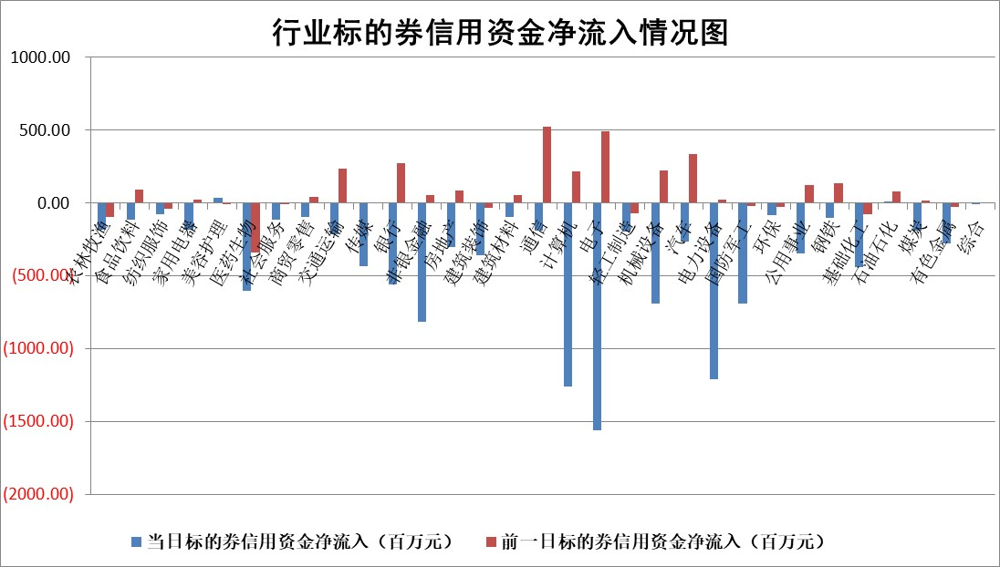 行业标的券信用资金净流入情况图
1000.00
500.00
0.00
(500.00)
(1000.00)
(1500.00)
(2000.00)
农林牧渔
食品饮料
纺织服饰
家用电器
美容护理
医药生物
社会服务
商贸零售
交通运输
传媒
银行
非银金融
房地产
建筑装饰
建筑材料
通信
计算机
电子
轻工制造
机械设备
汽车
电力设备
国防军工
环保
公用事业
钢铁
基础化工
石油石化
煤炭
有色金属
综合
当日标的券信用资金净流入（百万元）
前一日标的券信用资金净流入（百万元）